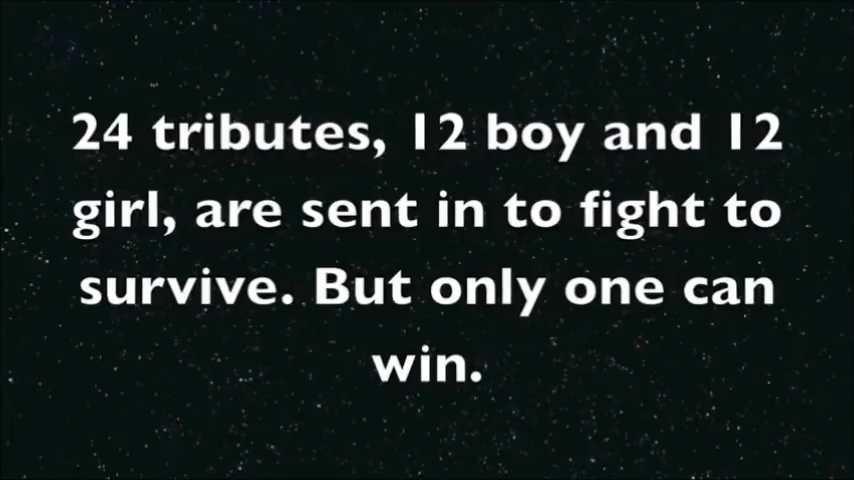 24 tributes, 12 boy and 12
girl, are sent in to fight to
survive. But only one can
win.